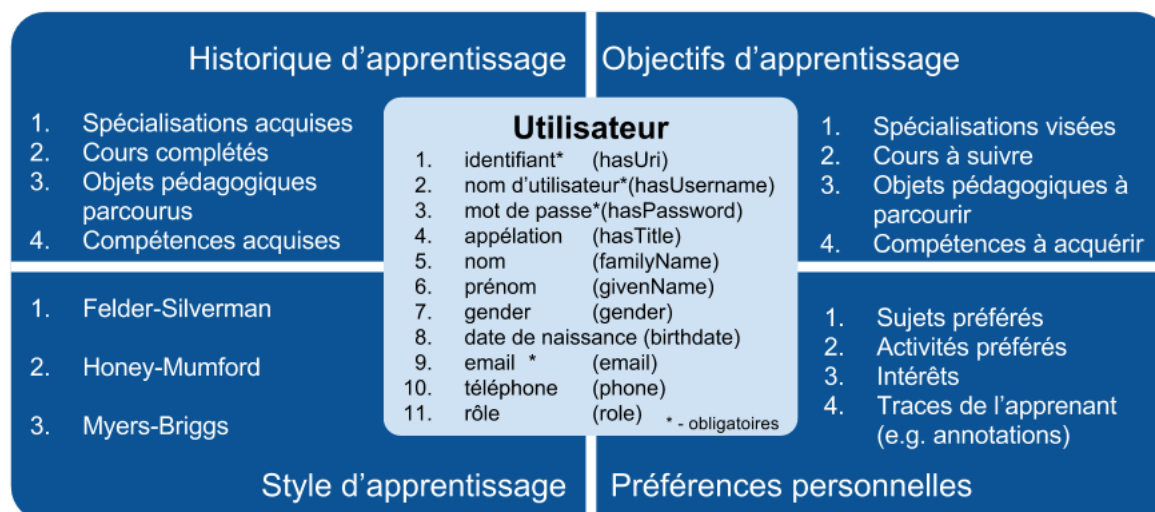 Historique d'apprentissage
1. Spécialisations acquises
2. Cours complétés
3. Objets pédagogiques
parcourus
4. Compétences acquises
Objectifs d'apprentissage
1. Spécialisations visées
2. Cours à suivre
3. Objets pédagogiques à
parcourir
4. Compétences à acquérir
Utilisateur
1. identifiant* (hasUri)
2. nom d'utilisateur*(hasUsername)
3. mot de passe*(hasPassword)
4. appélation (hasTitle)
5. nom (familyName)
6. prénom (givenName)
7. gender (gender)
8. date de naissance (birthdate)
9. email * (email)
10. téléphone (phone)
11. rôle (role)
* - obligatoires
1. Felder-Silverman
2. Honey-Mumford
3. Myers-Briggs
Style d'apprentissage
1. Sujets préférés
2. Activités préférés
3. Intérêts
4. Traces de l'apprenant
(e.g. annotations)
Préférences personnelles